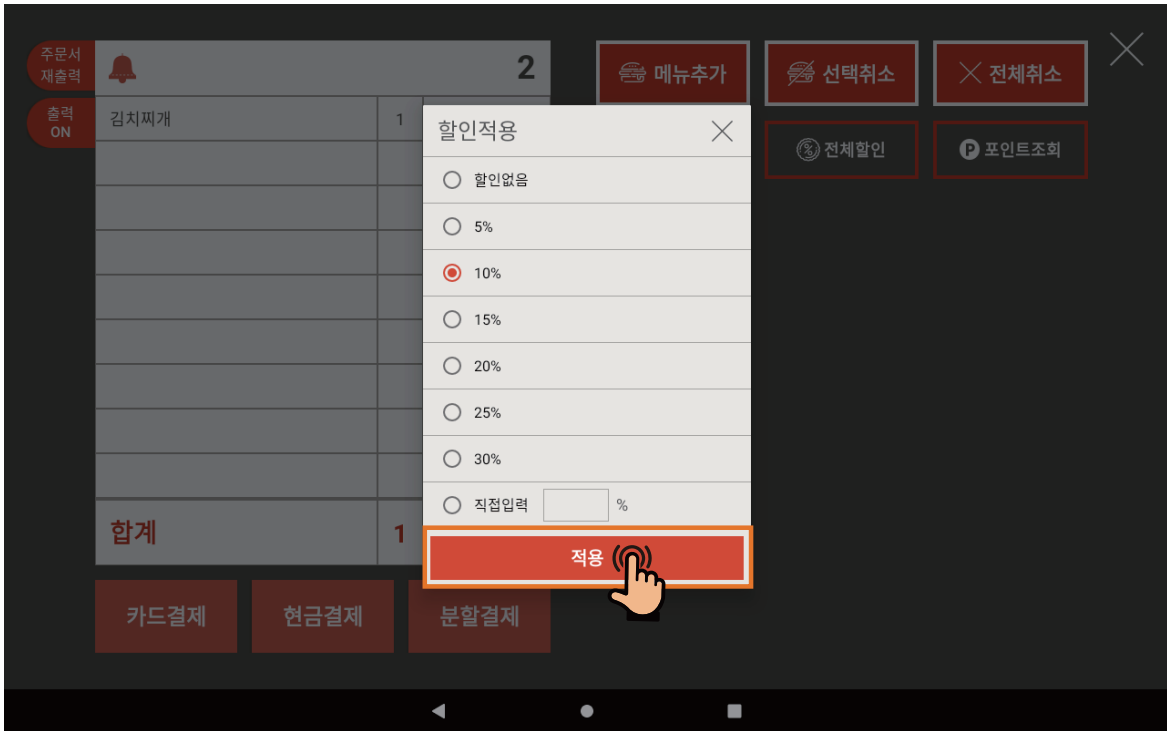 주문서
재출력
2
메뉴추가
선택취소
전체취소
출력
ON
김치찌개
1
할인적용
전체할인
P 포인트조회
할인없음
5%
10%
15%
20%
25%
30%
직접입력 %
합계
1
적용
카드결제
현금결제
분할결제